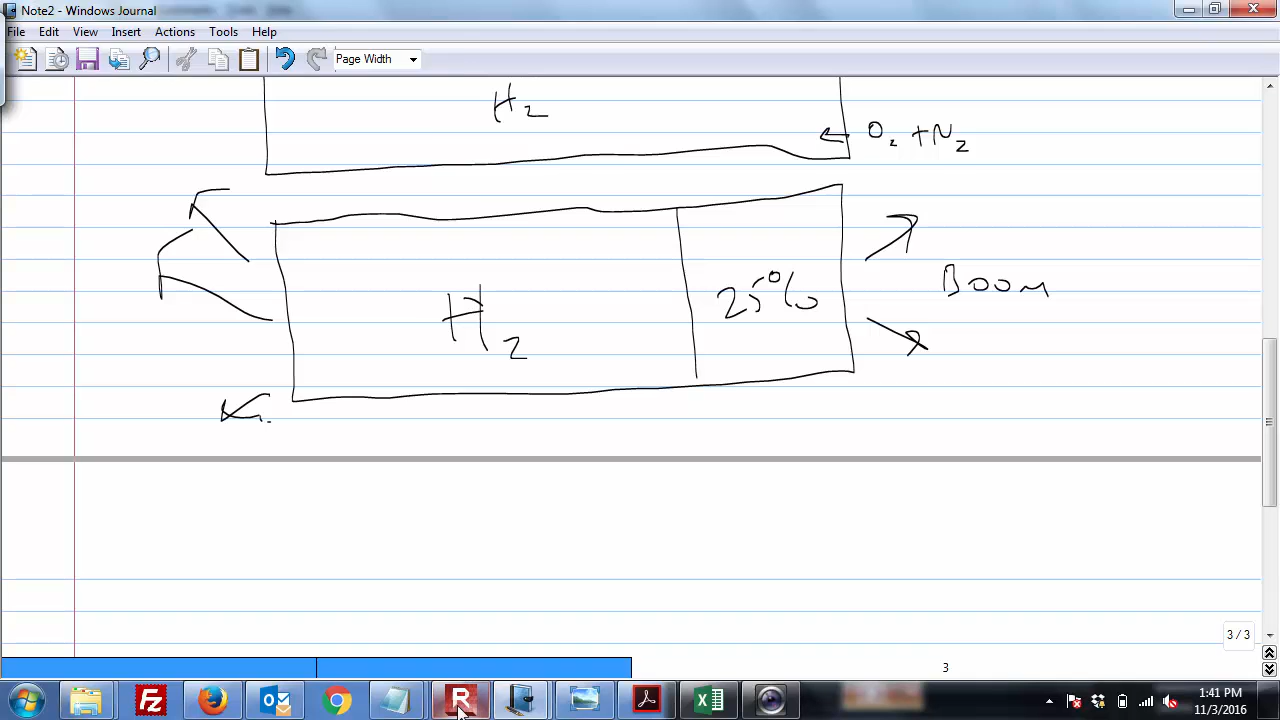 Note2 - Windows Journal
File Edit View Insert Actions Tools Help
Page Width
H2
O2 + N2
H2
25%
Boom
3 / 3
3
1:41 PM
11/3/2016